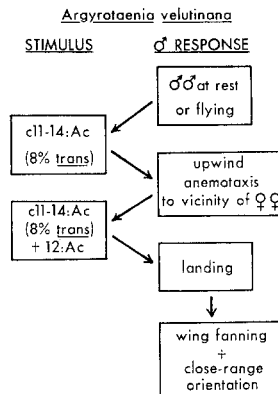 Argyrotaenia velutinana
STIMULUS
♂ RESPONSE
♂♂ at rest
or flying
c11-14:Ac
(8% trans)
upwind
anemotaxis
to vicinity of ♀♀
c11-14:Ac
(8% trans)
+ 12:Ac
landing
wing fanning
+
close-range
orientation